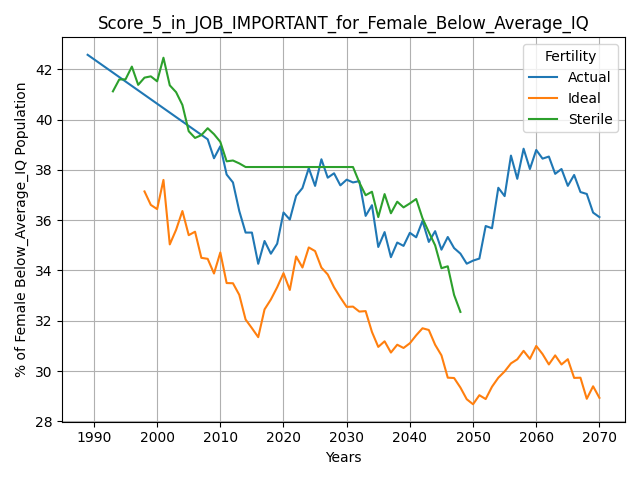 Score_5_in_JOB_IMPORTANT_for_Female_Below_Average_IQ
Fertility
Actual
Ideal
Sterile
% of Female Below_Average_IQ Population
42
40
38
36
34
32
30
28
1990 2000 2010 2020 2030 2040 2050 2060 2070
Years